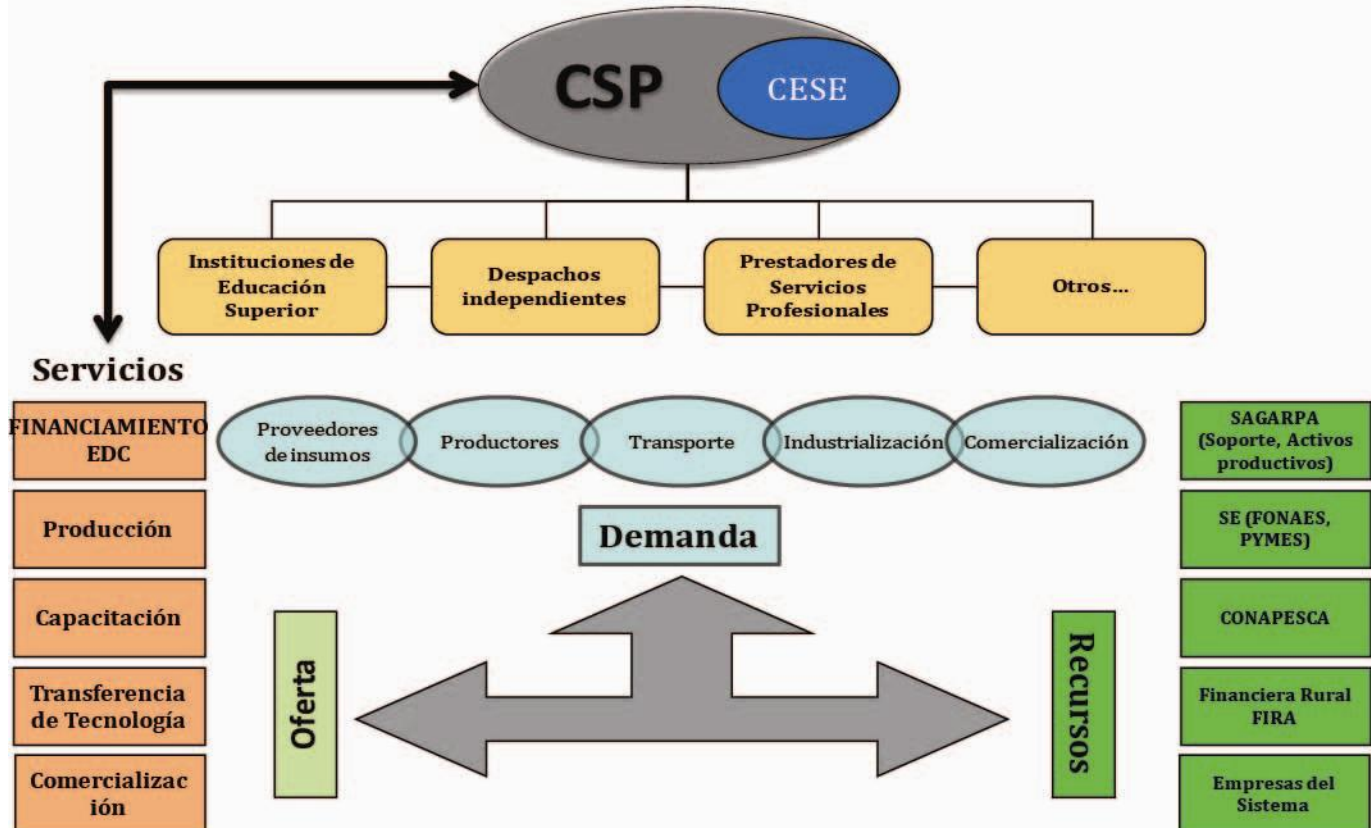 CSP
CESE
Instituciones de
Educación
Superior
Despachos
independientes
Prestadores de
Servicios
Profesionales
Otros...
Servicios
FINANCIAMIENTO
EDC
Producción
Capacitación
Transferencia
de Tecnología
Comercializac
ión
Proveedores
de insumos
Productores
Transporte
Industrialización
Comercialización
Demanda
Oferta
Recursos
SAGARPA
(Soporte, Activos
productivos)
SE (FONAES,
PYMES)
CONAPESCA
Financiera Rural
FIRA
Empresas del
Sistema